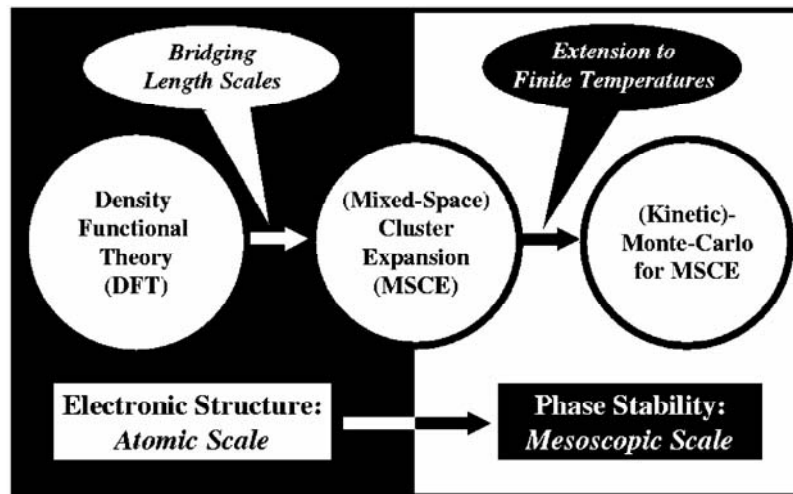 Bridging
Length Scales
Extension to
Finite Temperatures
Density
Functional
Theory
(DFT)
(Mixed-Space)
Cluster
Expansion
(MSCE)
(Kinetic)-
Monte-Carlo
for MSCE
Electronic Structure:
Atomic Scale
Phase Stability:
Mesoscopic Scale